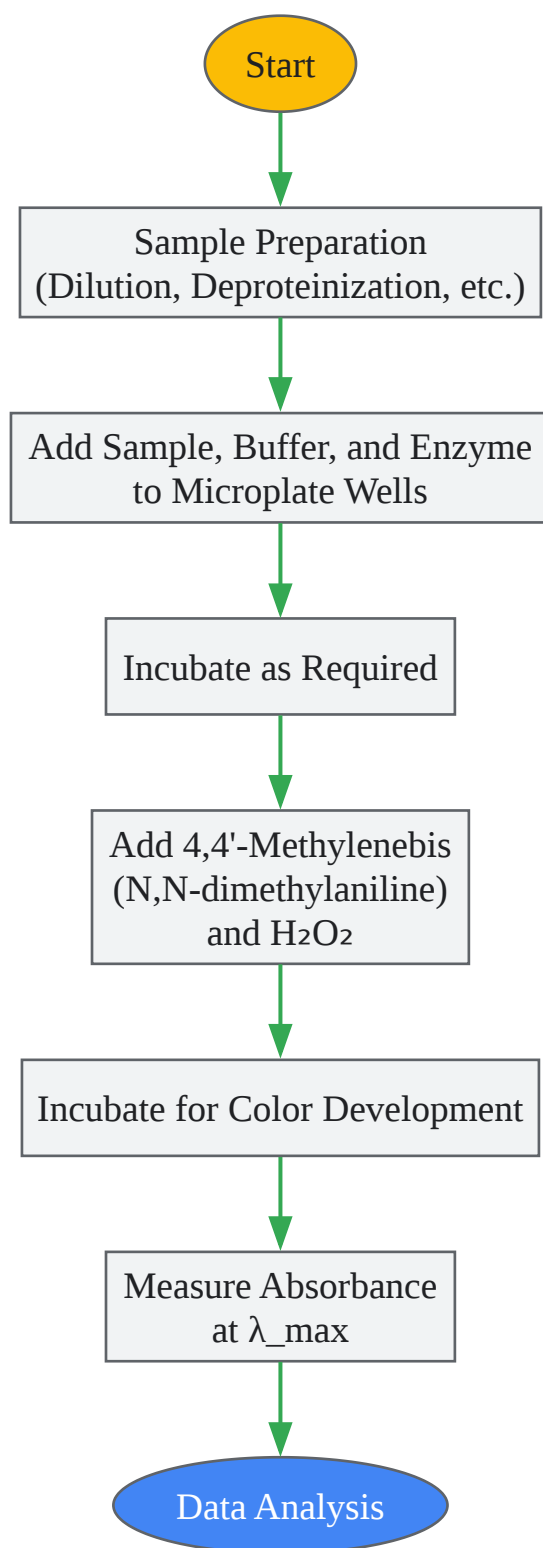 Start
Sample Preparation
(Dilution, Deproteinization, etc.)
Add Sample, Buffer, and Enzyme
to Microplate Wells
Incubate as Required
Add 4,4'-Methylenebis
(N,N-dimethylaniline)
and H₂O₂
Incubate for Color Development
Measure Absorbance
at λ_max
Data Analysis